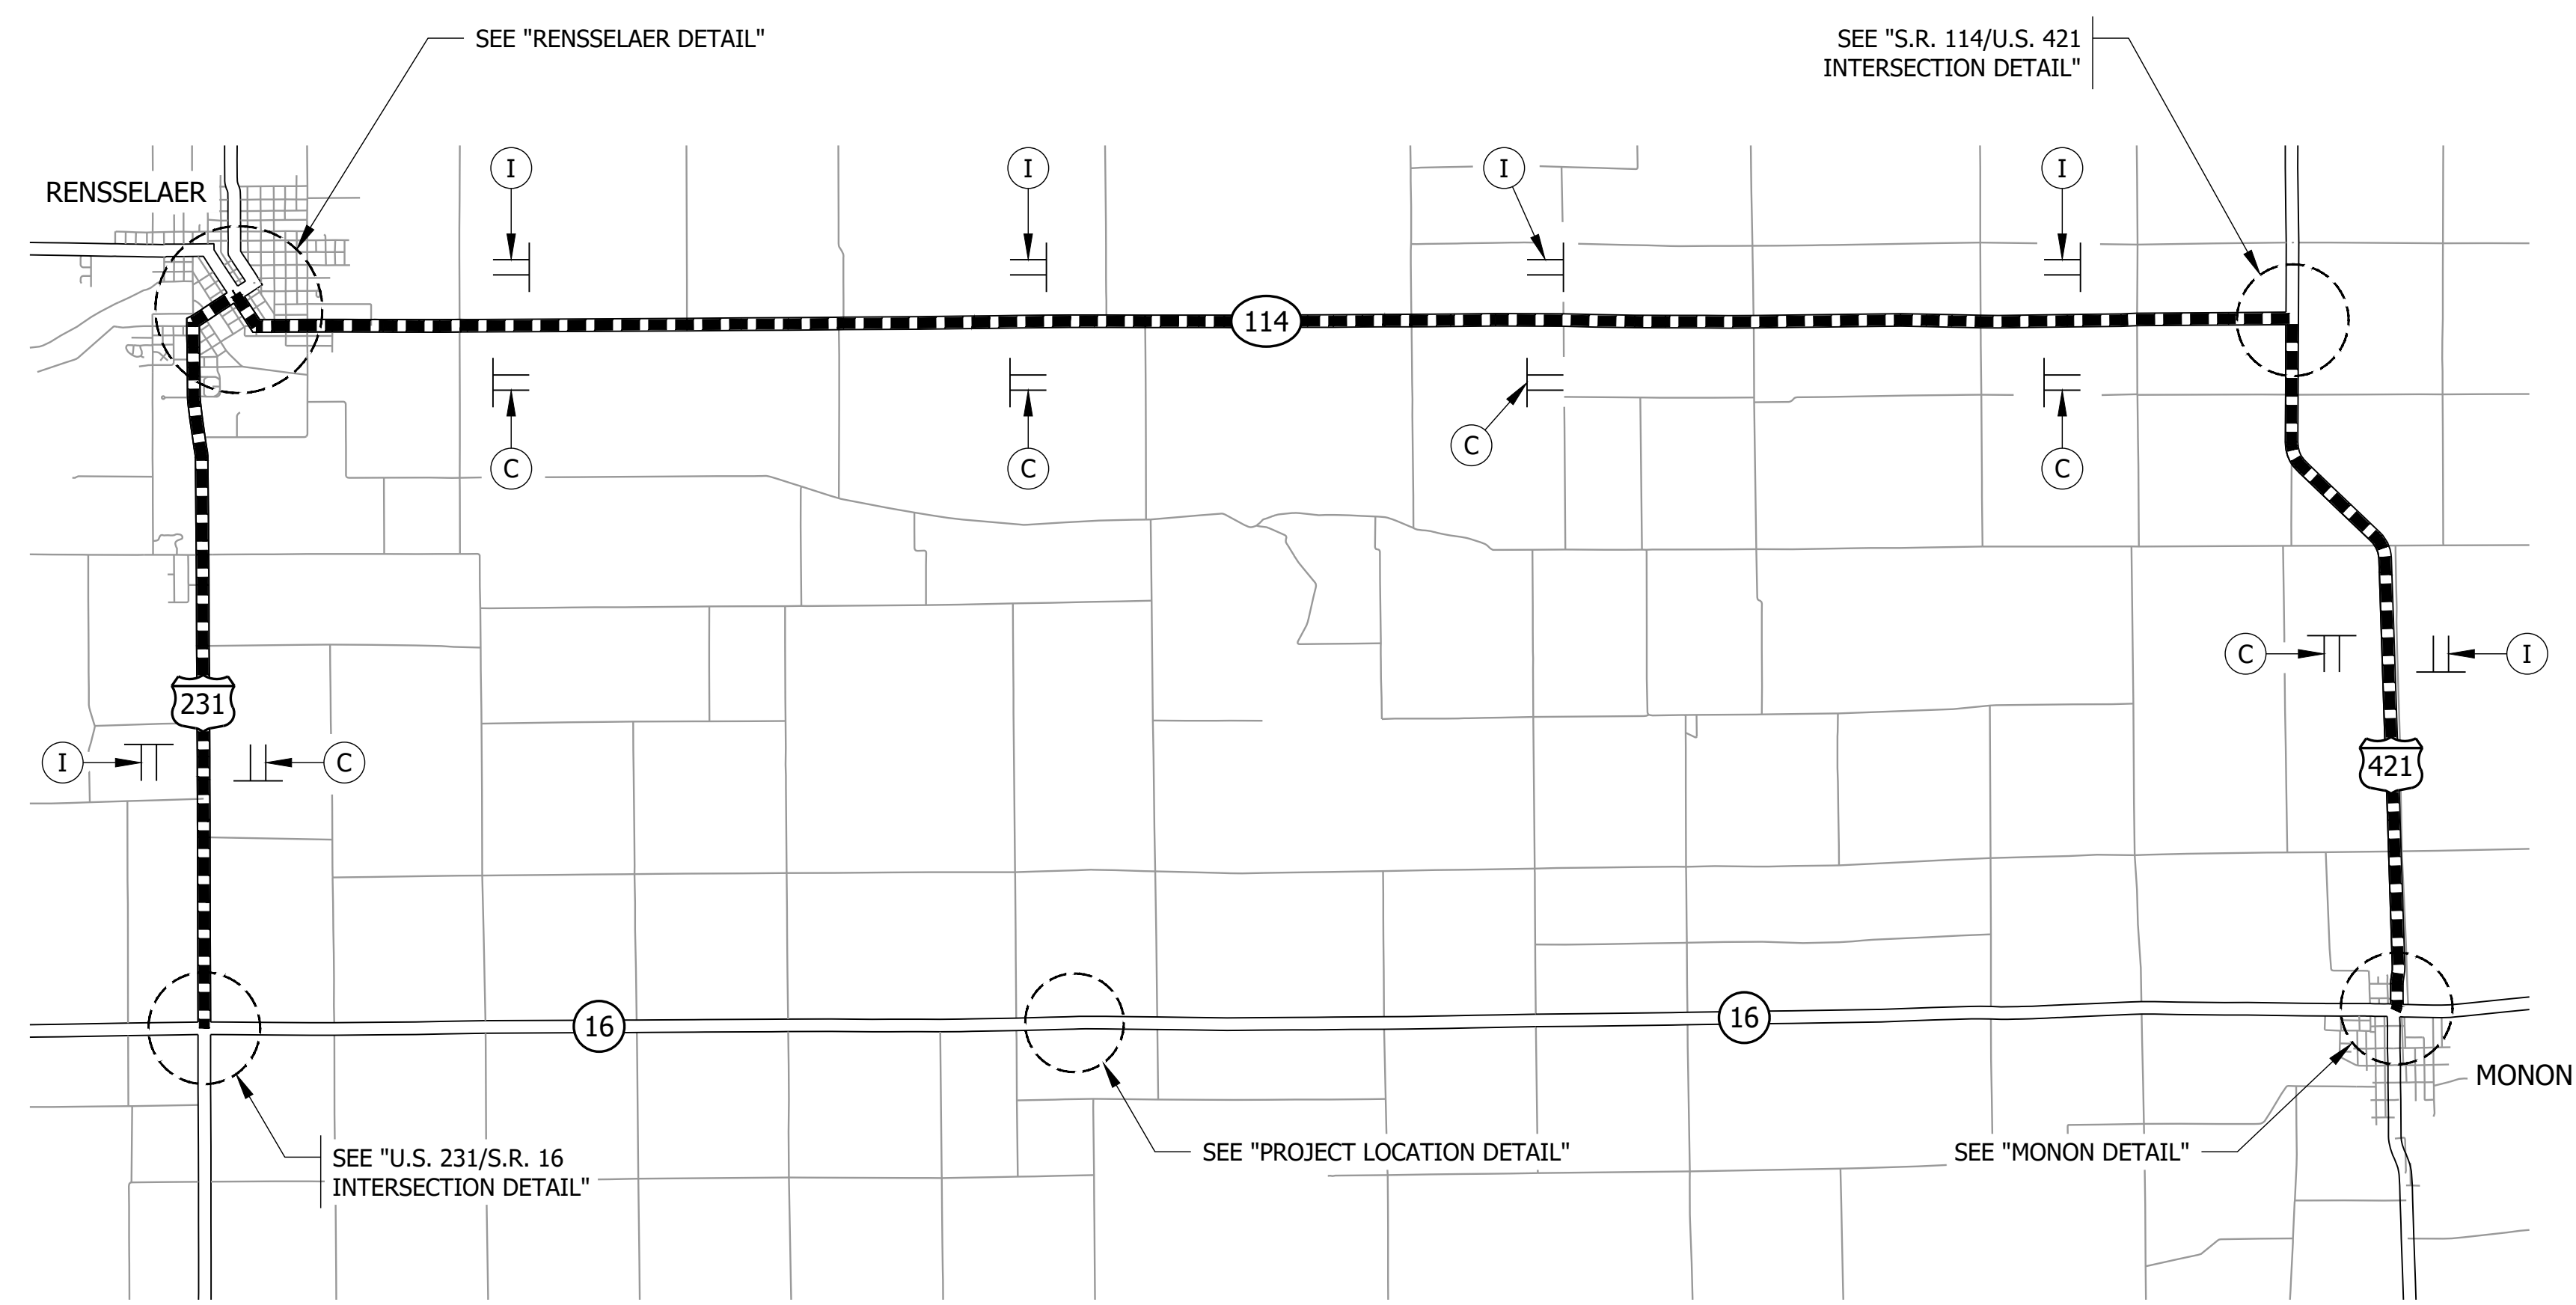 SEE "RENSSELAER DETAIL"
SEE "S.R. 114/U.S. 421
INTERSECTION DETAIL"
RENSSELAER
I
I
I
I
114
C
C
C
C
C
I
231
I
C
421
16
16
MONON
SEE "U.S. 231/S.R. 16
INTERSECTION DETAIL"
SEE "PROJECT LOCATION DETAIL"
SEE "MONON DETAIL"